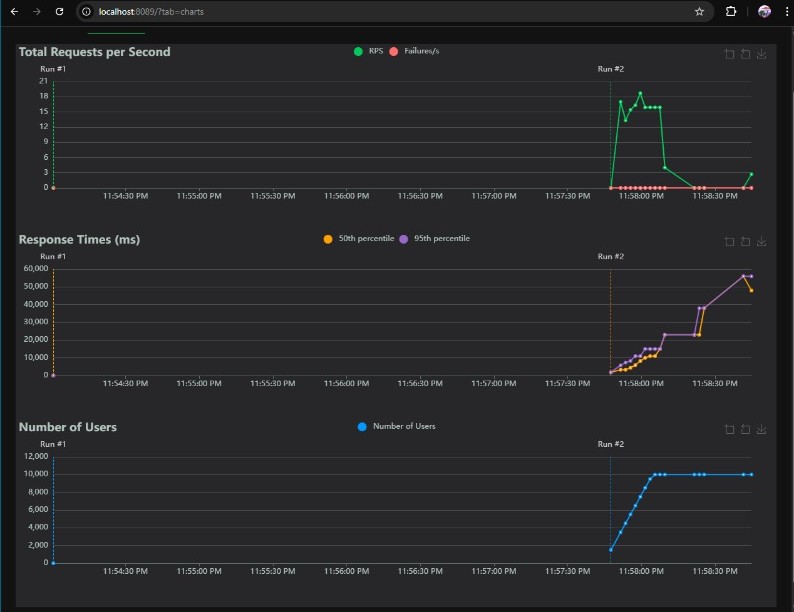 localhost:8089/?tab=charts
Total Requests per Second
RPS Failures/s
Run #1 Run #2
21
18
15
12
9
6
3
0
11:54:30 PM 11:55:00 PM 11:55:30 PM 11:56:00 PM 11:56:30 PM 11:57:00 PM 11:57:30 PM 11:58:00 PM 11:58:30 PM
Response Times (ms)
50th percentile 95th percentile
Run #1 Run #2
60,000
50,000
40,000
30,000
20,000
10,000
0
11:54:30 PM 11:55:00 PM 11:55:30 PM 11:56:00 PM 11:56:30 PM 11:57:00 PM 11:57:30 PM 11:58:00 PM 11:58:30 PM
Number of Users
Number of Users
Run #1 Run #2
12,000
10,000
8,000
6,000
4,000
2,000
0
11:54:30 PM 11:55:00 PM 11:55:30 PM 11:56:00 PM 11:56:30 PM 11:57:00 PM 11:57:30 PM 11:58:00 PM 11:58:30 PM